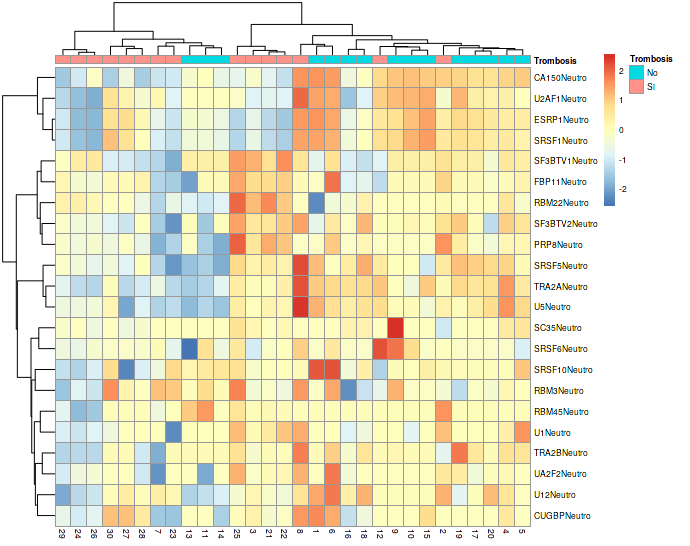 Trombosis
CA150Neutro
U2AF1Neutro
ESRP1Neutro
SRSF1Neutro
SF3BTV1Neutro
FBP11Neutro
RBM22Neutro
SF3BTV2Neutro
PRP8Neutro
SRSF5Neutro
TRA2ANeutro
U5Neutro
SC35Neutro
SRSF6Neutro
SRSF10Neutro
RBM3Neutro
RBM45Neutro
U1Neutro
TRA2BNeutro
UA2F2Neutro
U12Neutro
CUGBPNeutro
29 24 26 30 27 28 7 23 13 11 14 25 3 21 22 8 1 6 16 18 12 9 10 15 2 19 17 20 4 5
2
1
0
-1
-2
Trombosis
No
SI